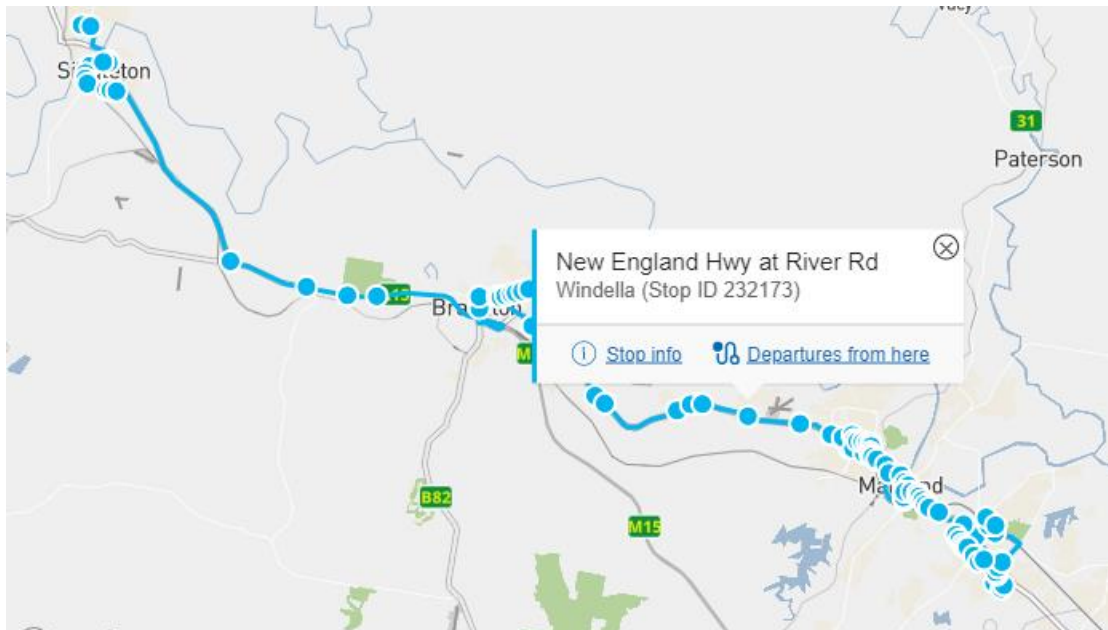 31
Paterson
New England Hwy at River Rd
Windella (Stop ID 232173)
Stop info
Departures from here
B82
M15